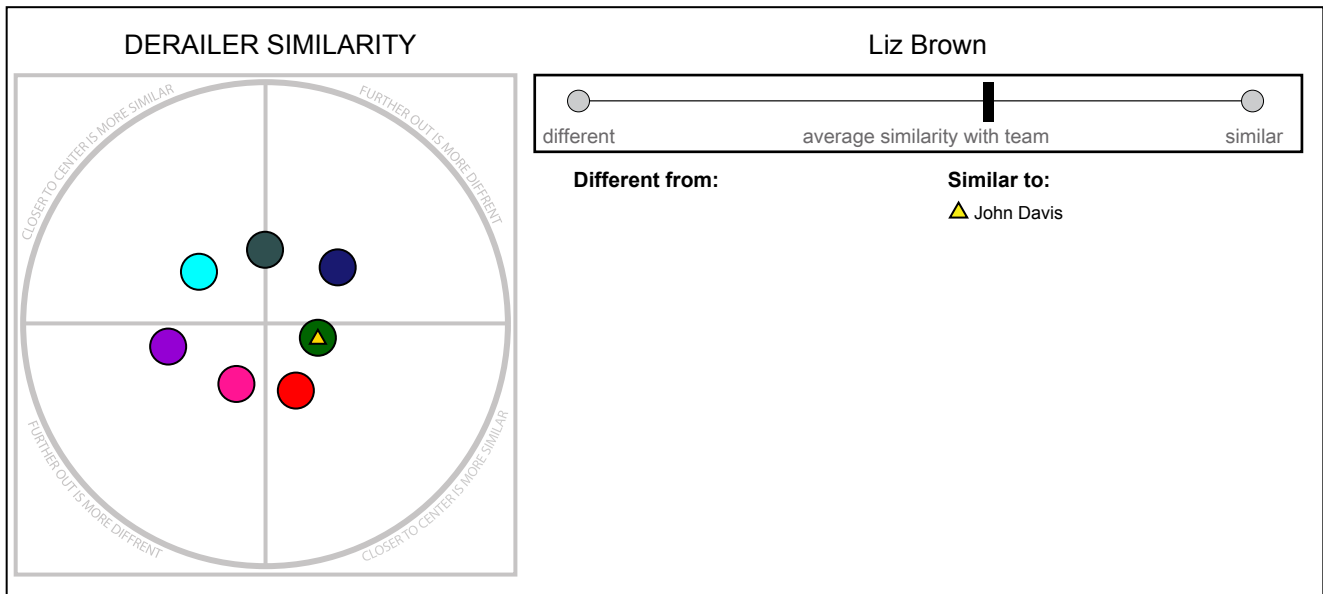 DERAILER SIMILARITY
CLOSER TO CENTER IS MORE SIMILAR
FURTHER OUT IS MORE DIFFRENT
FURTHER OUT IS MORE DIFFRENT
CLOSER TO CENTER IS MORE SIMILAR
Liz Brown
different average similarity with team similar
Different from: Similar to:
John Davis